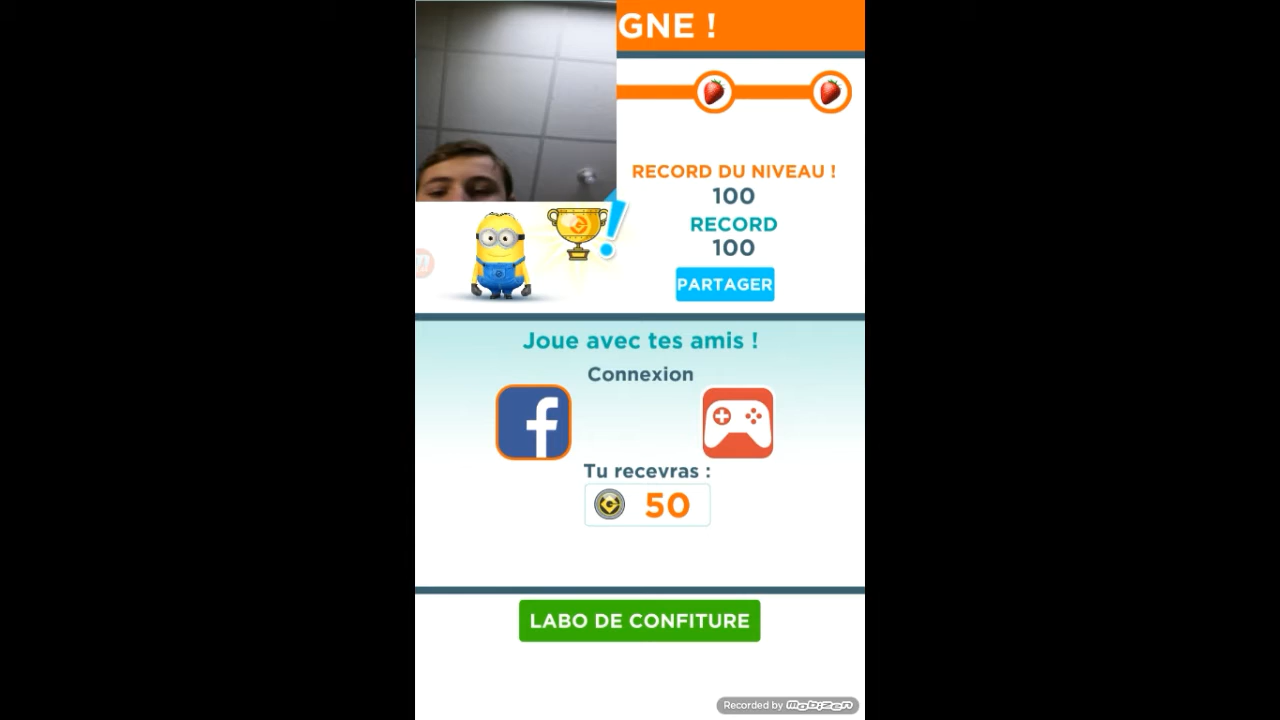 GNE !
RECORD DU NIVEAU !
100
RECORD
100
PARTAGER
Joue avec tes amis !
Connexion
Tu recevras :
50
LABO DE CONFITURE
Recorded by mobizen